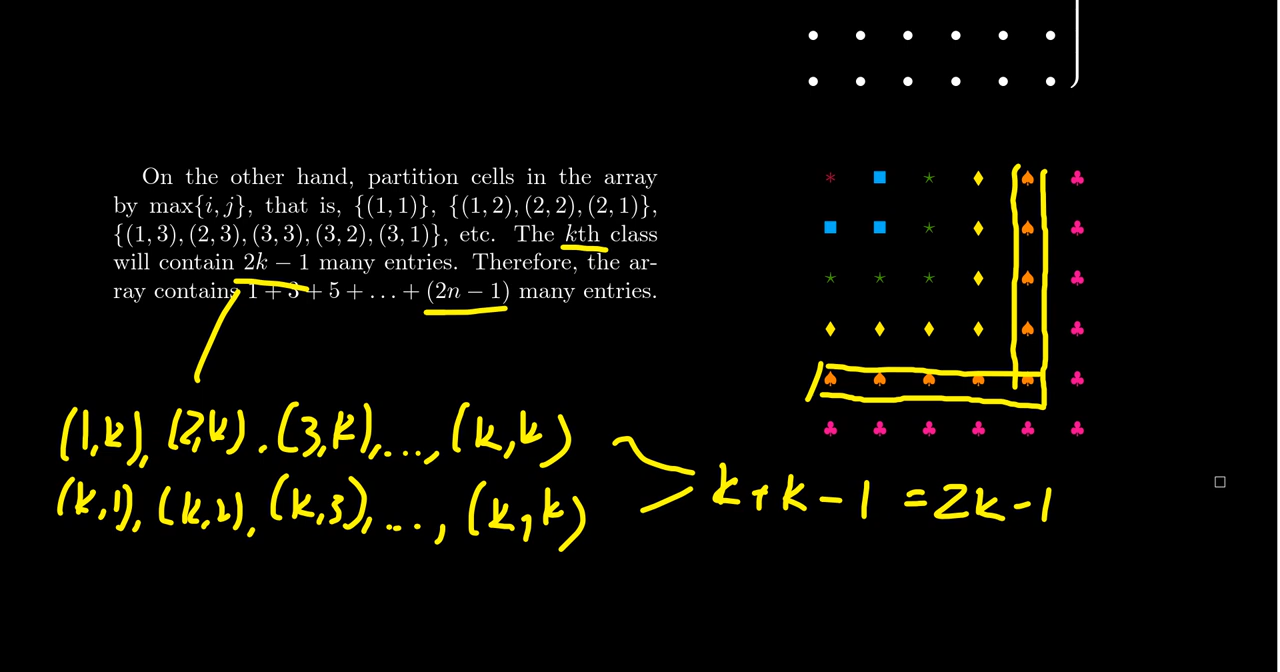 On the other hand, partition cells in the array
by max{i, j}, that is, {(1, 1)}, {(1, 2), (2, 2), (2, 1)},
{(1, 3), (2, 3), (3, 3), (3, 2), (3, 1)}, etc. The kth class
will contain 2k − 1 many entries. Therefore, the ar-
ray contains 1 + 3 + 5 + . . . + (2n − 1) many entries.
(1,k), (2,k), (3,k), ..., (k,k)
(k,1), (k,2), (k,3), ..., (k,k)
k + k − 1 = 2k − 1